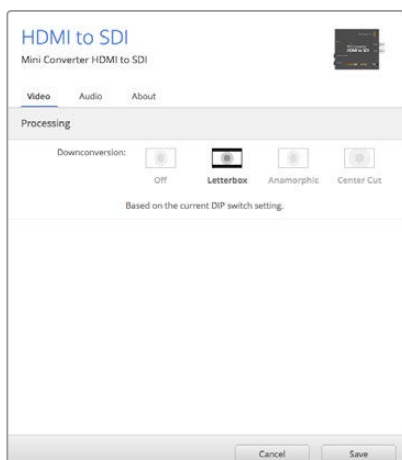 HDMI to SDI
Mini Converter HDMI to SDI
Video Audio About
Processing
Downconversion:
Off Letterbox Anamorphic Center Cut
Based on the current DIP switch setting.
Cancel Save